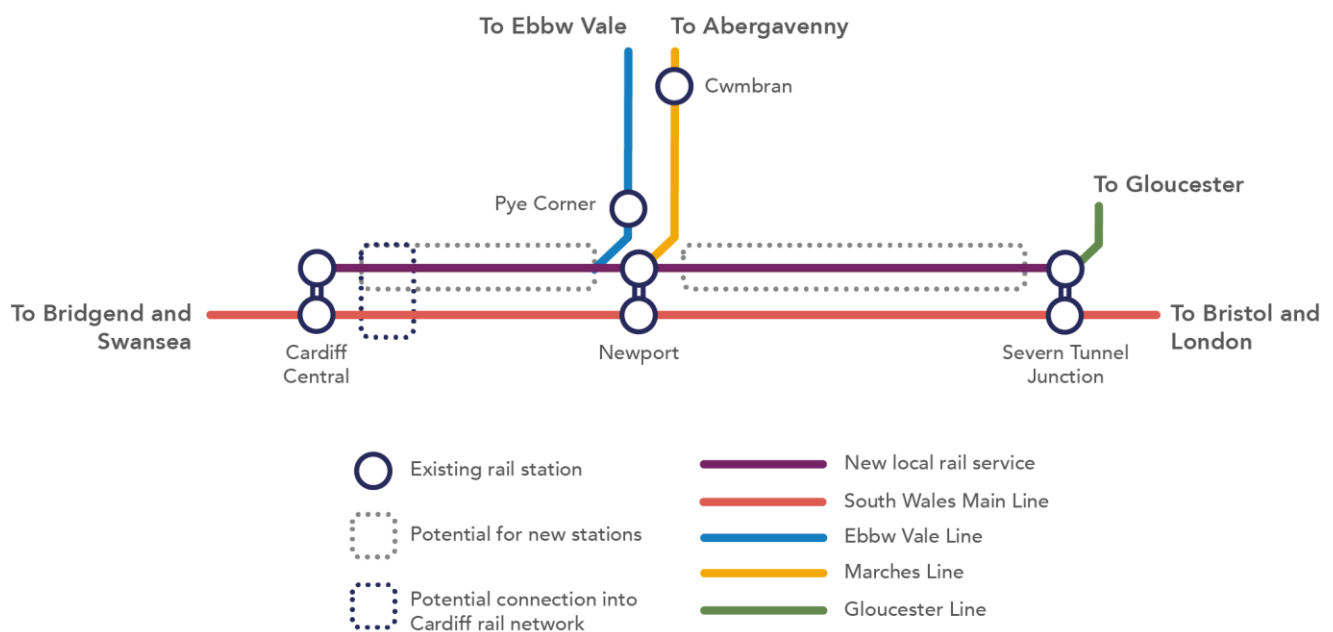 To Ebbw Vale
To Abergavenny
Cwmbran
To Gloucester
Pye Corner
To Bridgend and
Swansea
To Bristol and
London
Cardiff
Central
Newport
Severn Tunnel
Junction
Existing rail station
Potential for new stations
Potential connection into
Cardiff rail network
New local rail service
South Wales Main Line
Ebbw Vale Line
Marches Line
Gloucester Line